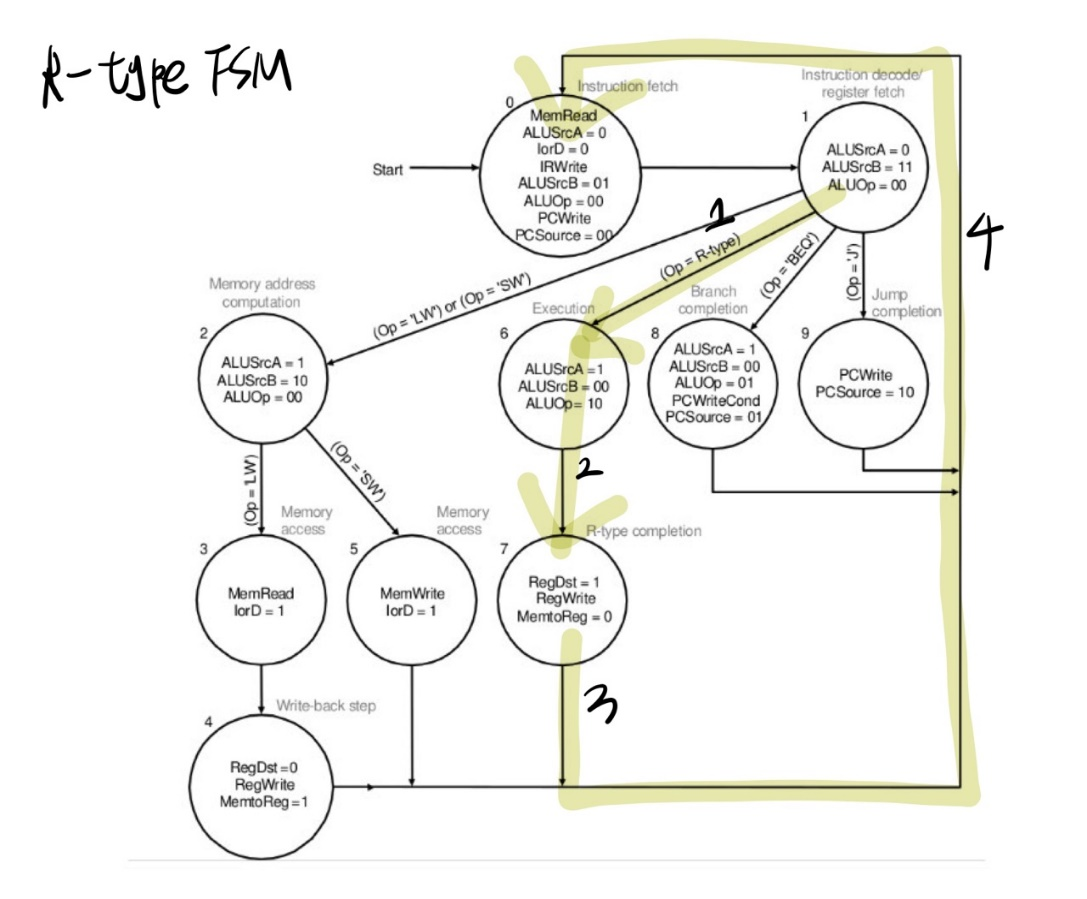 R-type FSM
Instruction fetch
0
MemRead
ALUSrcA = 0
IorD = 0
IRWrite
ALUSrcB = 01
ALUOp = 00
PCWrite
PCSource = 00
Start
Instruction decode/
register fetch
1
ALUSrcA = 0
ALUSrcB = 11
ALUOp = 00
1
4
(Op = 'LW') or (Op = 'SW')
(Op = R-type)
(Op = 'BEQ')
(Op = 'J')
Memory address
computation
2
ALUSrcA = 1
ALUSrcB = 10
ALUOp = 00
Execution
6
ALUSrcA =1
ALUSrcB = 00
ALUOp= 10
Branch
completion
8
ALUSrcA = 1
ALUSrcB = 00
ALUOp = 01
PCWriteCond
PCSource = 01
Jump
completion
9
PCWrite
PCSource = 10
(Op = 'LW')
(Op = 'SW')
2
Memory
access
3
MemRead
IorD = 1
Memory
access
5
MemWrite
IorD = 1
R-type completion
7
RegDst = 1
RegWrite
MemtoReg = 0
3
Write-back step
4
RegDst =0
RegWrite
MemtoReg =1